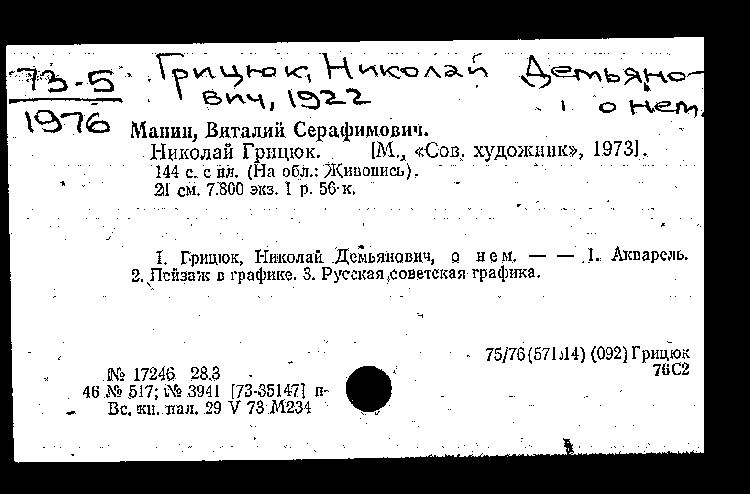 73-5
1976
Грицюк, Николай Демьяно-
вич, 1922 о нем.
Манин, Виталий Серафимович.
Николай Грицюк. [М., «Сов. художник», 1973].
144 с. с ил. (На обл.: Живопись).
21 см. 7.800 экз. 1 р. 56 к.
1. Грицюк, Николай Демьянович, о нем. — — 1. Акварель.
2. Пейзаж в графике. 3. Русская советская графика.
75/76(571.14) (092) Грицюк
76С2
№ 17246 28.3
46 № 517; № 3941 [73-35147] п-
Вс. кн. пал. 29 V 73 М234